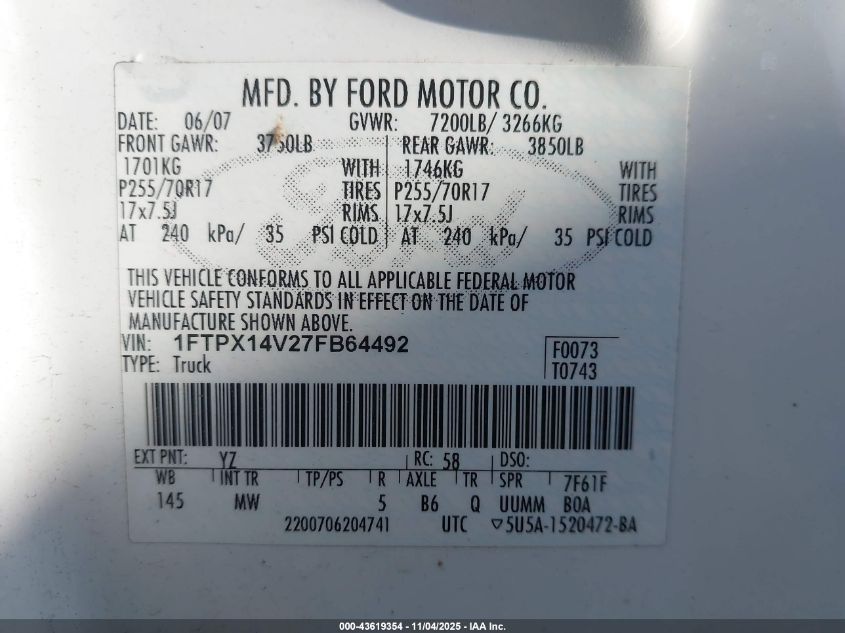 MFD. BY FORD MOTOR CO.
DATE: 06/07 GVWR: 7200LB/ 3266KG
FRONT GAWR: 3750LB REAR GAWR: 3850LB
1701KG WITH 1746KG WITH
P255/70R17 TIRES P255/70R17 TIRES
17x7.5J RIMS 17x7.5J RIMS
AT 240 kPa/ 35 PSI COLD AT 240 kPa/ 35 PSI COLD
THIS VEHICLE CONFORMS TO ALL APPLICABLE FEDERAL MOTOR
VEHICLE SAFETY STANDARDS IN EFFECT ON THE DATE OF
MANUFACTURE SHOWN ABOVE.
VIN: 1FTPX14V27FB64492 F0073
TYPE: Truck T0743
EXT PNT: YZ RC: 58 DSO:
WB INT TR TP/PS R AXLE TR SPR 7F61F
145 MW 5 B6 Q UUMM BOA
2200706204741 UTC ▽5U5A-1520472-BA
000-43619354 - 11/04/2025 - IAA Inc.